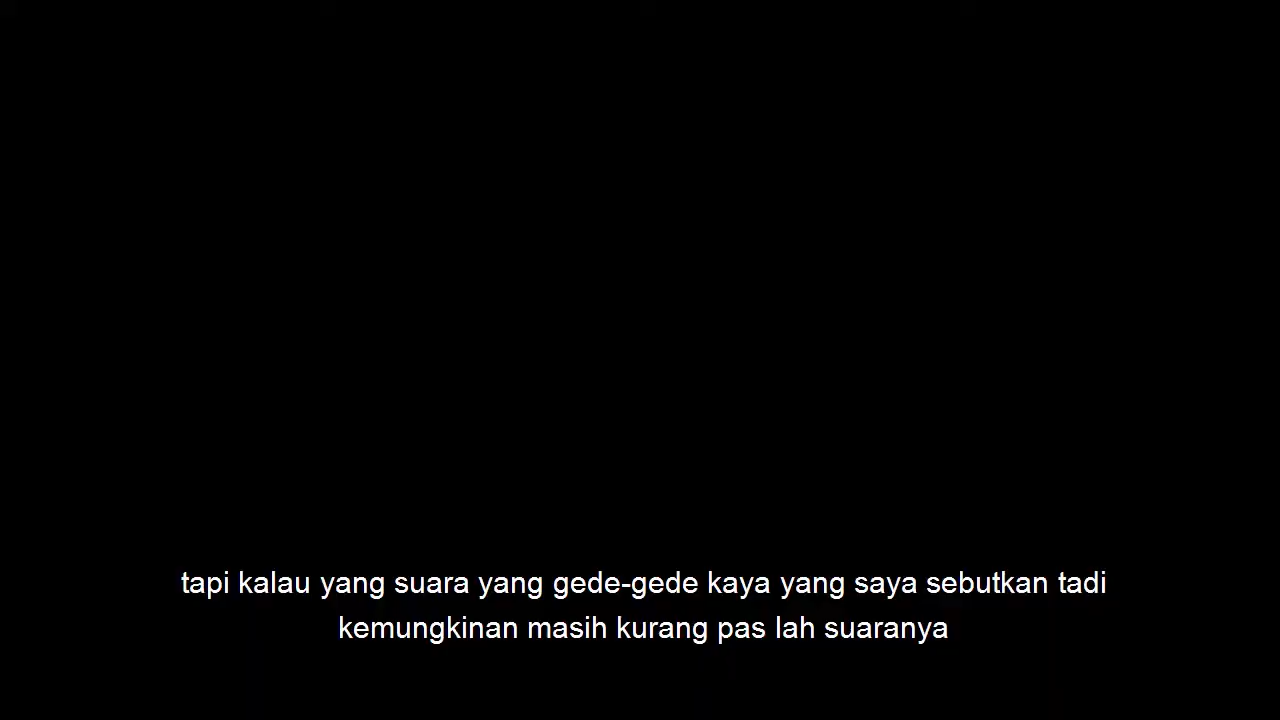 tapi kalau yang suara yang gede-gede kaya yang saya sebutkan tadi
kemungkinan masih kurang pas lah suaranya